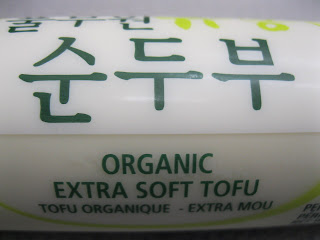 순두부
ORGANIC
EXTRA SOFT TOFU
TOFU ORGANIQUE - EXTRA MOU